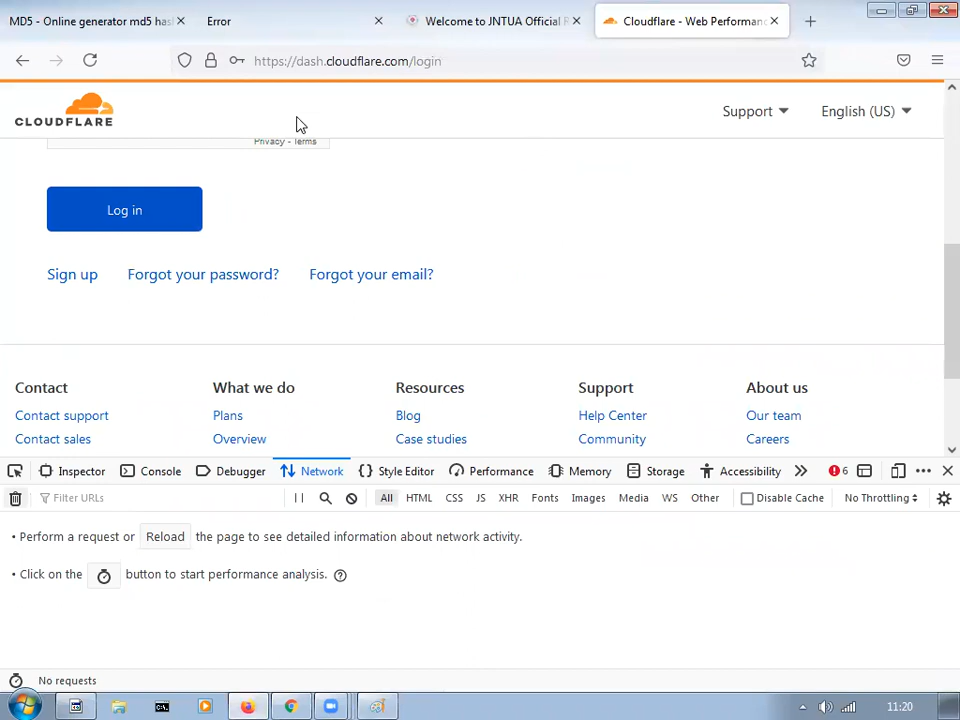 MD5 - Online generator md5 has
Error
Welcome to JNTUA Official R
Cloudflare - Web Performanc
https://dash.cloudflare.com/login
CLOUDFLARE
Support
English (US)
Privacy - Terms
Log in
Sign up
Forgot your password?
Forgot your email?
Contact
What we do
Resources
Support
About us
Contact support
Plans
Blog
Help Center
Our team
Contact sales
Overview
Case studies
Community
Careers
Inspector
Console
Debugger
Network
Style Editor
Performance
Memory
Storage
Accessibility
6
Filter URLs
All
HTML
CSS
JS
XHR
Fonts
Images
Media
WS
Other
Disable Cache
No Throttling
• Perform a request or Reload the page to see detailed information about network activity.
• Click on the button to start performance analysis.
No requests
11:20